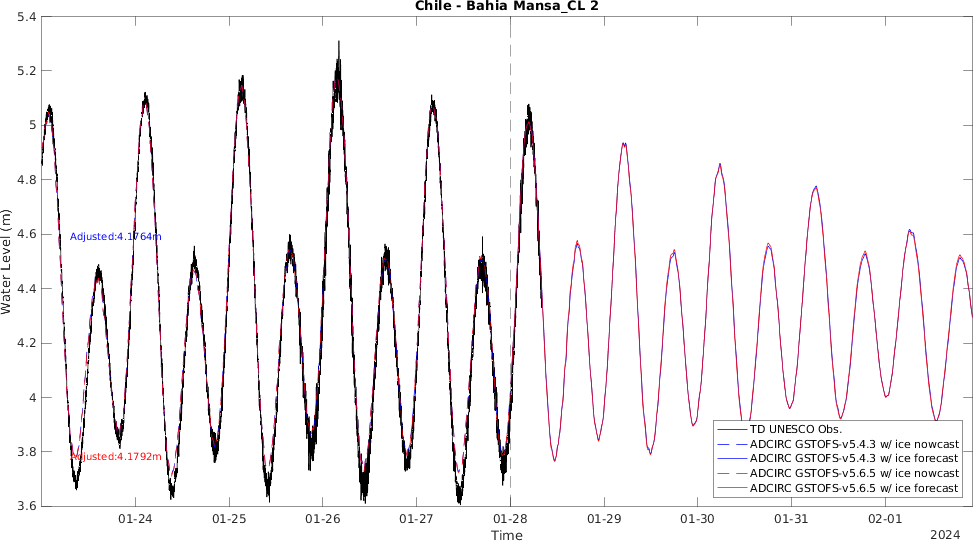 Chile - Bahia Mansa_CL 2
Water Level (m)
5.4
5.2
5
4.8
4.6
4.4
4.2
4
3.8
3.6
Adjusted:4.1764m
Adjusted:4.1792m
TD UNESCO Obs.
ADCIRC GSTOFS-v5.4.3 w/ ice nowcast
ADCIRC GSTOFS-v5.4.3 w/ ice forecast
ADCIRC GSTOFS-v5.6.5 w/ ice nowcast
ADCIRC GSTOFS-v5.6.5 w/ ice forecast
01-24 01-25 01-26 01-27 01-28 01-29 01-30 01-31 02-01
Time
2024